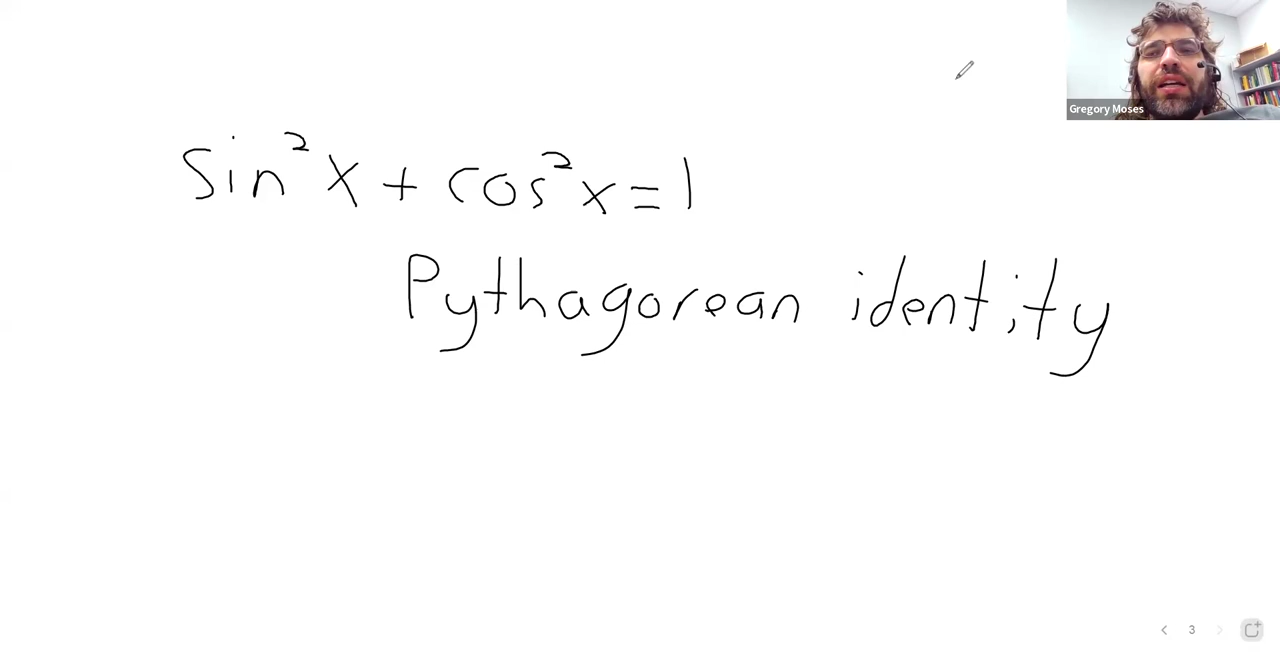 Gregory Moses
sin²x + cos²x = 1
Pythagorean identity
3